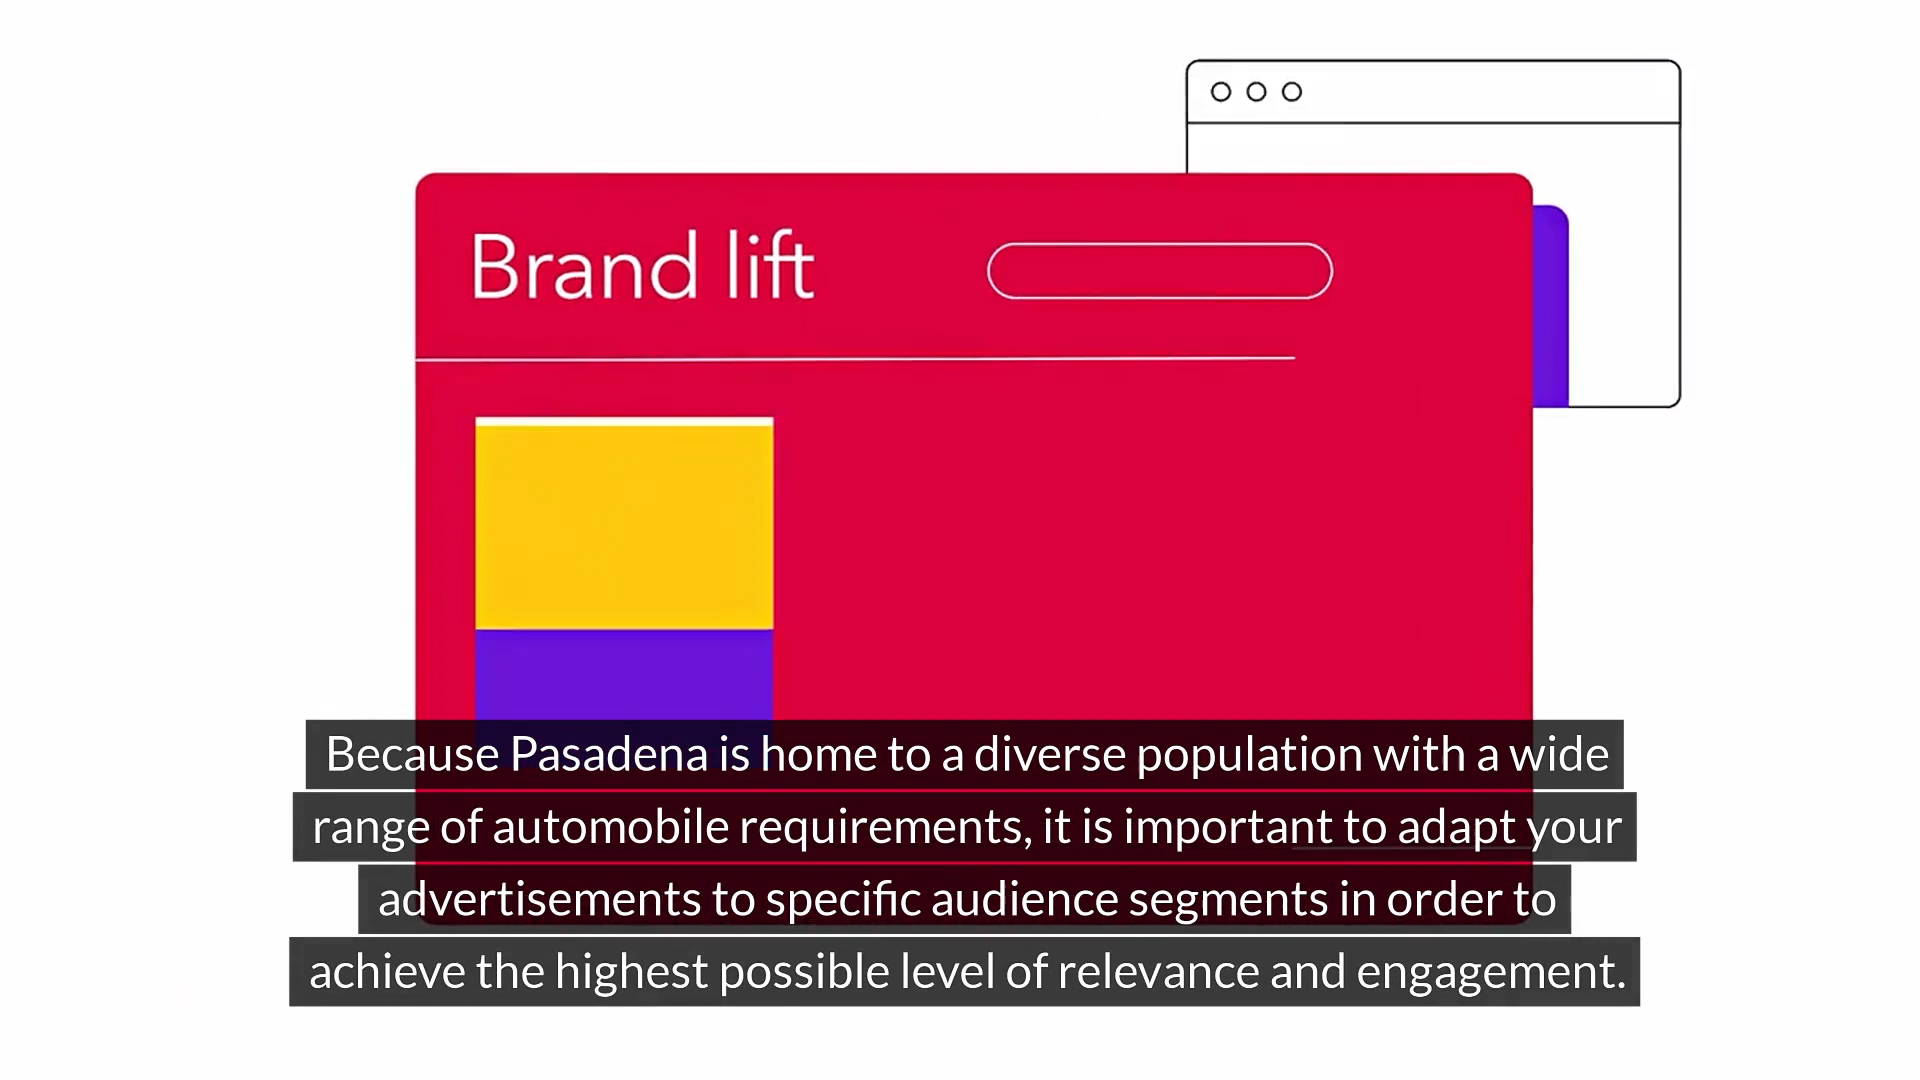 Brand lift
Because Pasadena is home to a diverse population with a wide
range of automobile requirements, it is important to adapt your
advertisements to specific audience segments in order to
achieve the highest possible level of relevance and engagement.